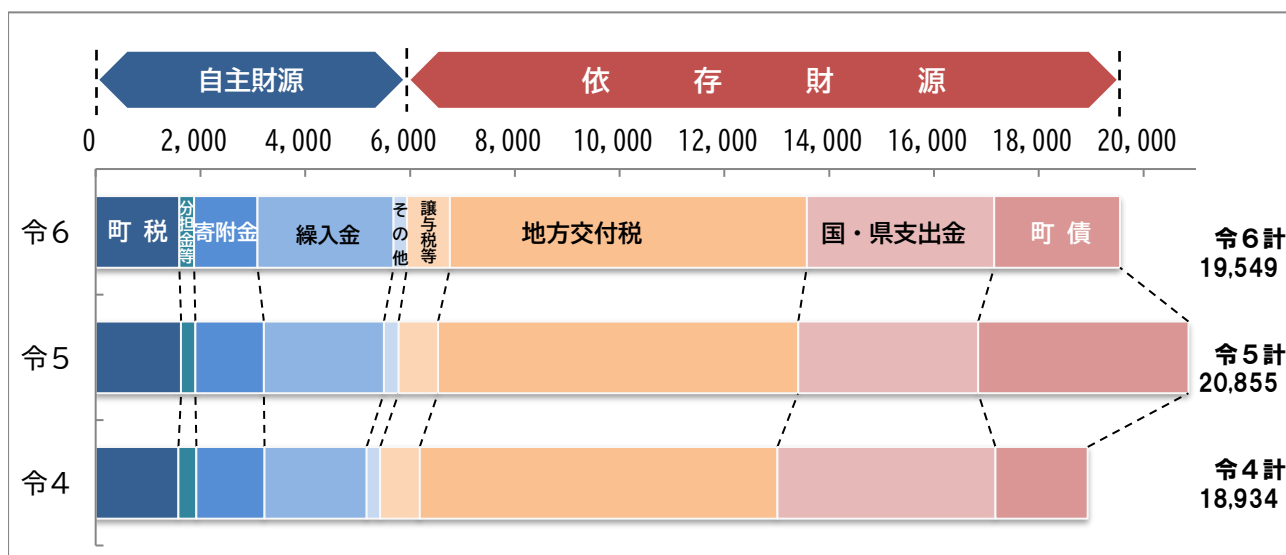 自主財源
依存財源
0 2,000 4,000 6,000 8,000 10,000 12,000 14,000 16,000 18,000 20,000
令6
町税
分担金等
寄附金
繰入金
その他
譲与税等
地方交付税
国・県支出金
町債
令6計
19,549
令5
令5計
20,855
令4
令4計
18,934